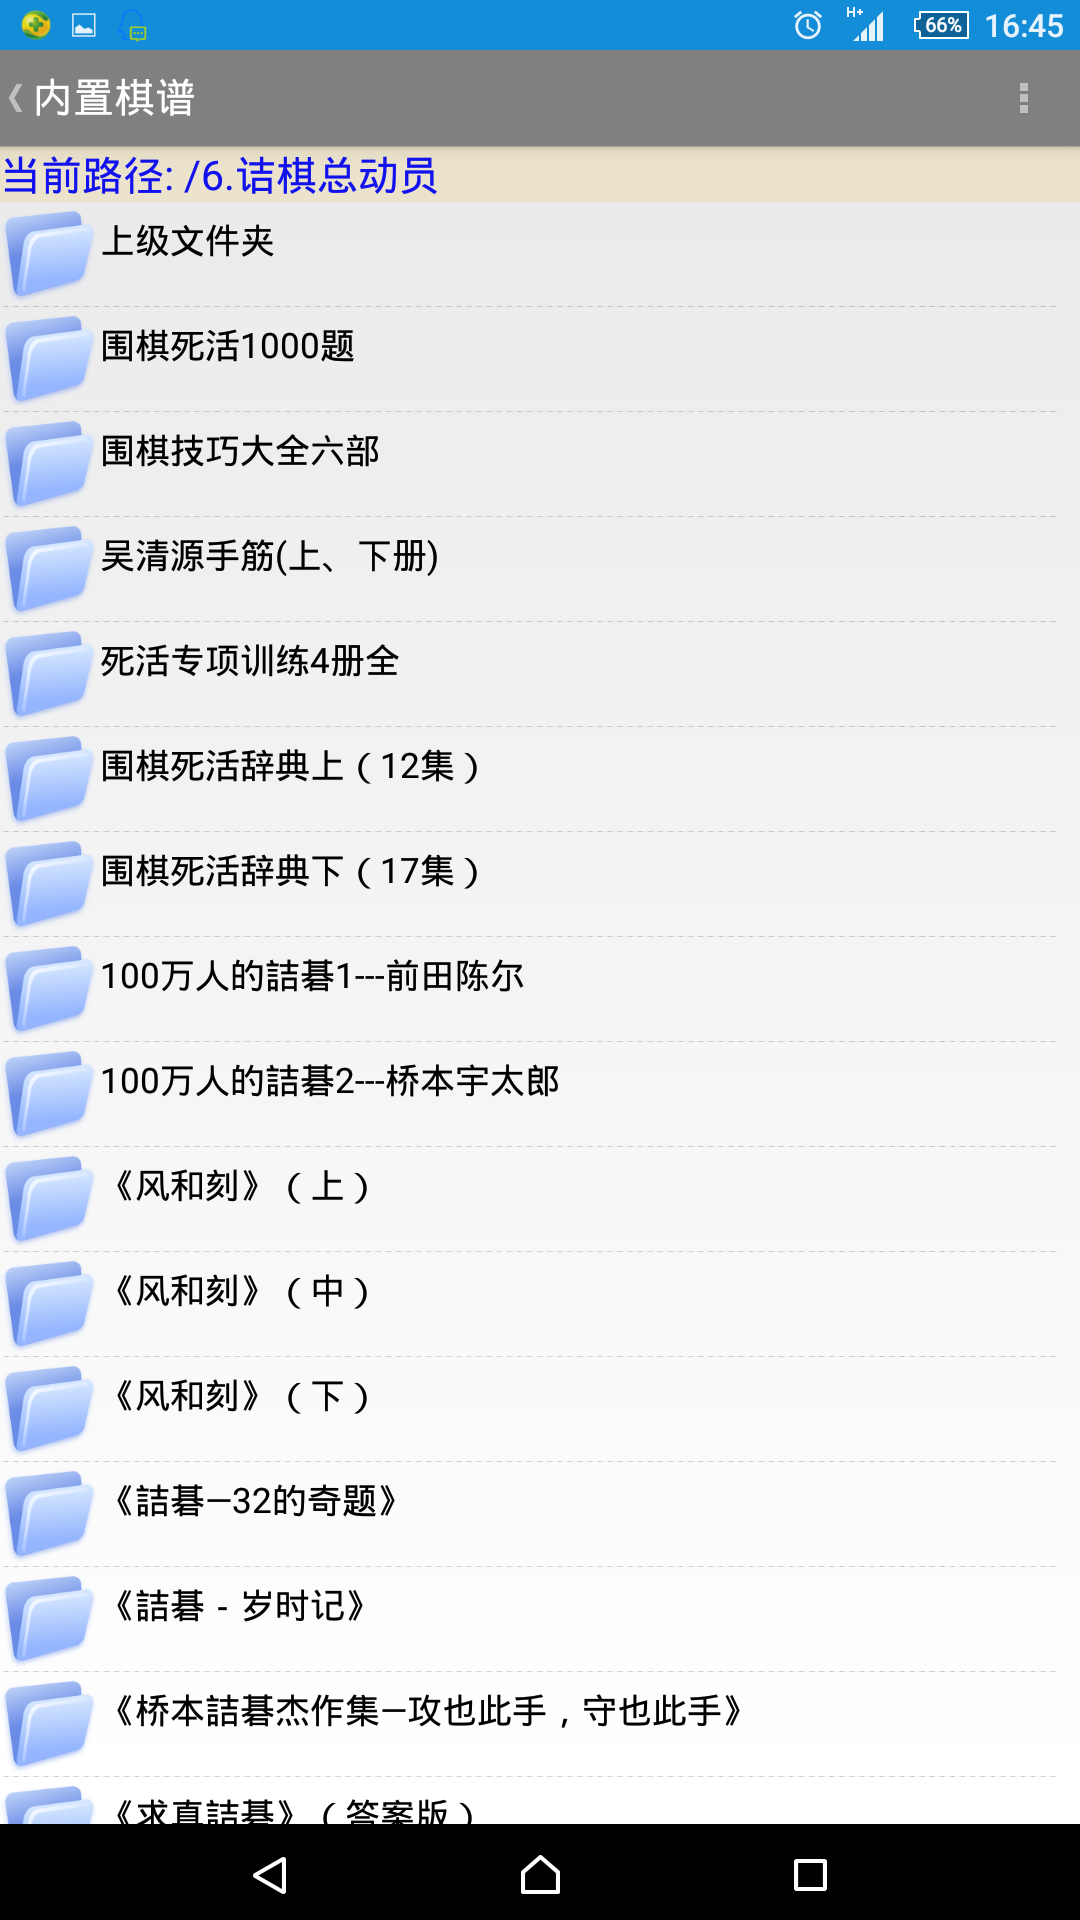 H+ 66% 16:45
内置棋谱
当前路径: /6.诘棋总动员
上级文件夹
围棋死活1000题
围棋技巧大全六部
吴清源手筋(上、下册)
死活专项训练4册全
围棋死活辞典上（12集）
围棋死活辞典下（17集）
100万人的詰碁1---前田陈尔
100万人的詰碁2---桥本宇太郎
《风和刻》（上）
《风和刻》（中）
《风和刻》（下）
《詰碁—32的奇题》
《詰碁 - 岁时记》
《桥本詰碁杰作集—攻也此手，守也此手》
《求真詰碁》（答案版）